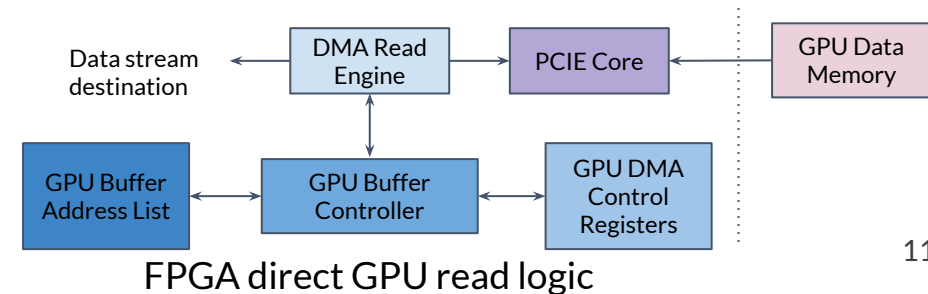 Data stream
destination
DMA Read
Engine
PCIE Core
GPU Data
Memory
GPU Buffer
Address List
GPU Buffer
Controller
GPU DMA
Control
Registers
FPGA direct GPU read logic
11